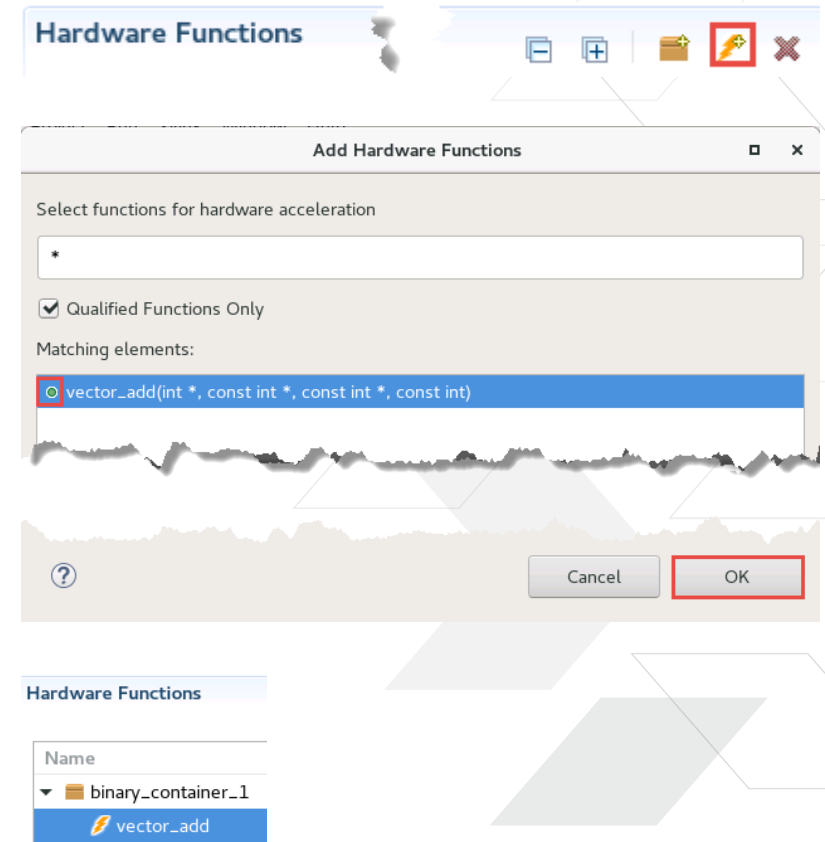 Hardware Functions
Add Hardware Functions
Select functions for hardware acceleration
*
Qualified Functions Only
Matching elements:
vector_add(int *, const int *, const int *, const int)
Cancel
OK
Hardware Functions
Name
binary_container_1
vector_add